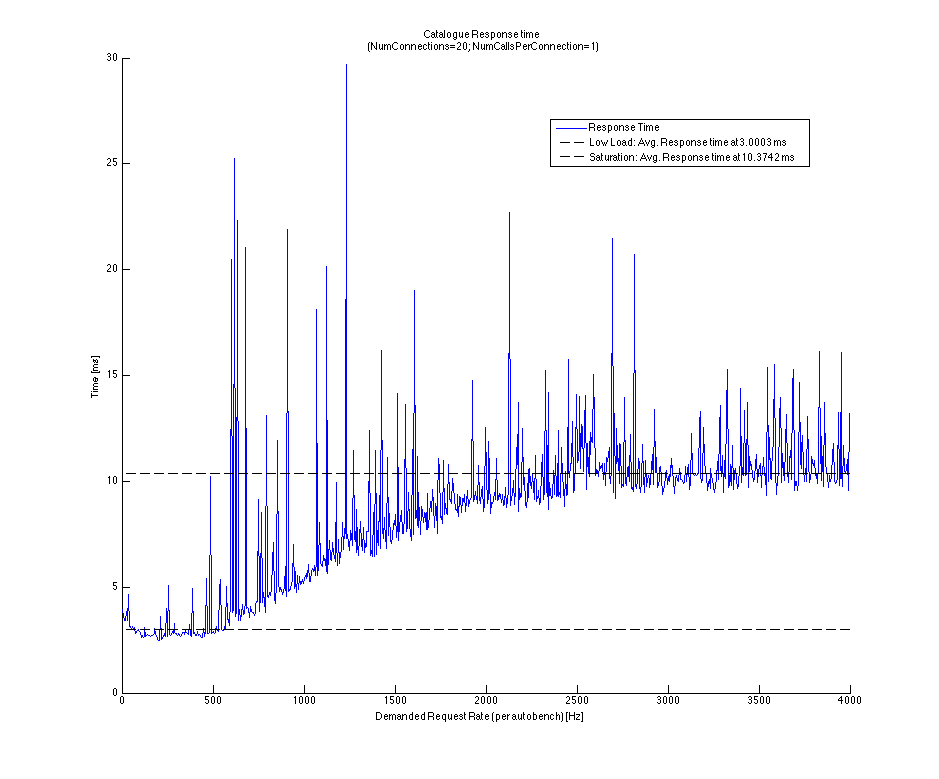 Catalogue Response time
(NumConnections=20; NumCallsPerConnection=1)
30
25
20
15
10
5
0
Time [ms]
Response Time
Low Load: Avg. Response time at 3.0003 ms
Saturation: Avg. Response time at 10.3742 ms
0 500 1000 1500 2000 2500 3000 3500 4000
Demanded Request Rate (per autobench) [Hz]